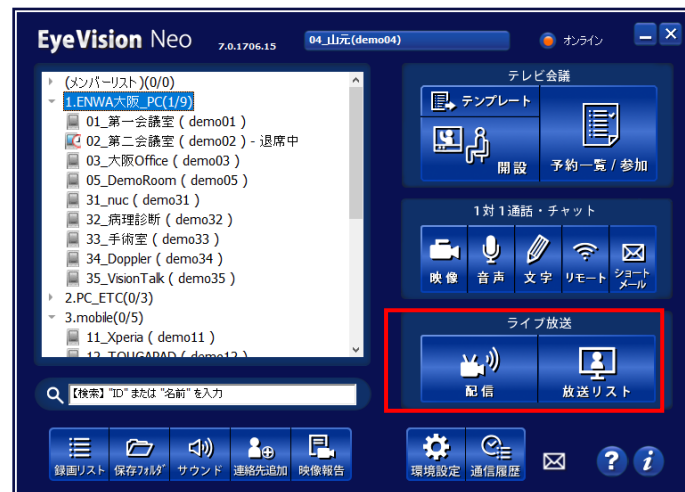 EyeVision Neo 7.0.1706.15
04_山元(demo04)
オンライン
(メンバーリスト)(0/0)
1.ENWA大阪_PC(1/9)
01_第一会議室 ( demo01 )
02_第二会議室 ( demo02 ) - 退席中
03_大阪Office ( demo03 )
05_DemoRoom ( demo05 )
31_nuc ( demo31 )
32_病理診断 ( demo32 )
33_手術室 ( demo33 )
34_Doppler ( demo34 )
35_VisionTalk ( demo35 )
2.PC_ETC(0/3)
3.mobile(0/5)
11_Xperia ( demo11 )
12_TOUGAPAD ( demo12 )
【検索】 "ID" または "名前" を入力
録画リスト
保存フォルダ
サウンド
連絡先追加
映像報告
テレビ会議
テンプレート
開設
予約一覧 / 参加
1対1通話・チャット
映像
音声
文字
リモート
ショート
メール
ライブ放送
配信
放送リスト
環境設定
通信履歴